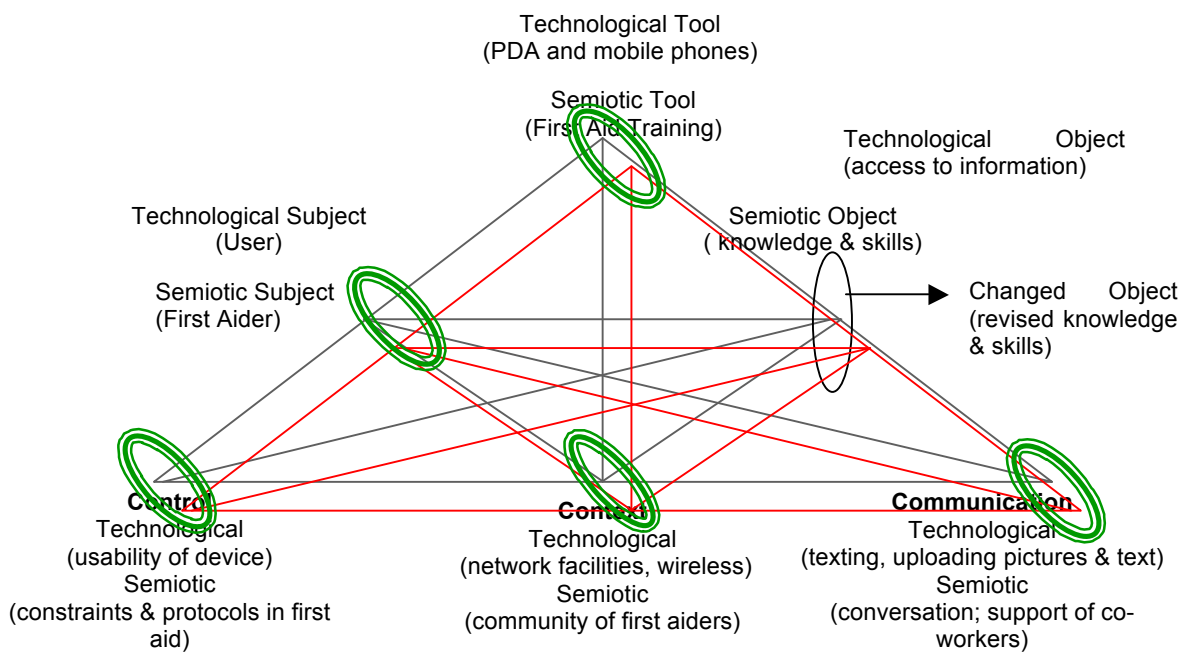 Technological Tool
(PDA and mobile phones)
Semiotic Tool
(First Aid Training)
Technological Object
(access to information)
Technological Subject
(User)
Semiotic Object
( knowledge & skills)
Semiotic Subject
(First Aider)
Changed Object
(revised knowledge
& skills)
Control
Technological
(usability of device)
Semiotic
(constraints & protocols in first
aid)
Context
Technological
(network facilities, wireless)
Semiotic
(community of first aiders)
Communication
Technological
(texting, uploading pictures & text)
Semiotic
(conversation; support of co-
workers)